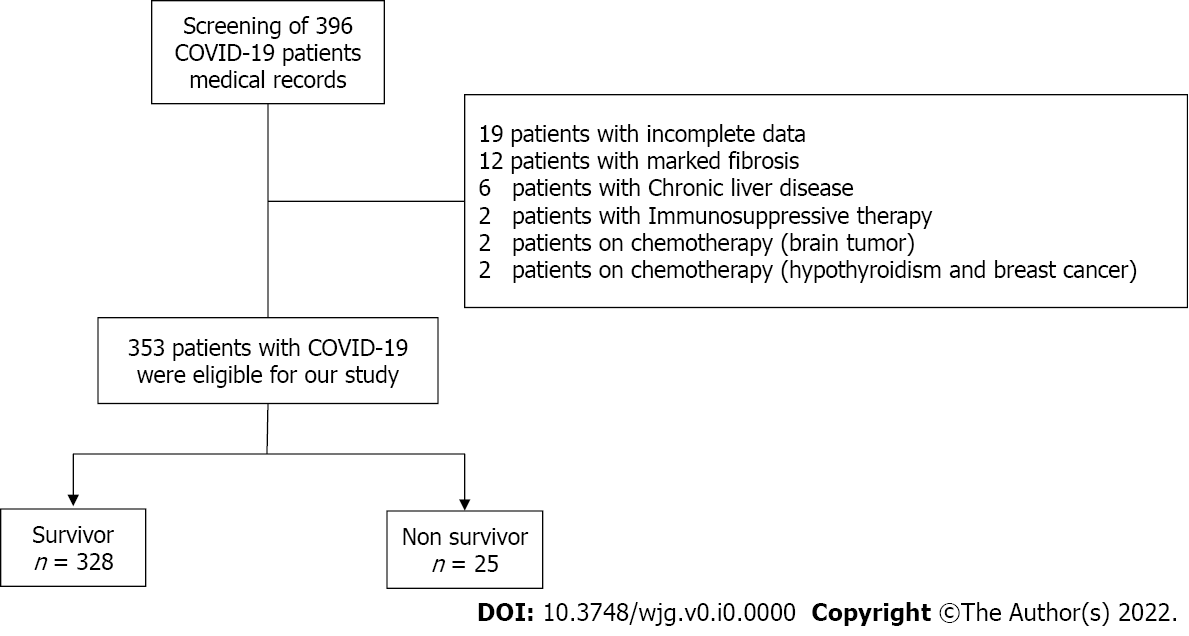 Screening of 396
COVID-19 patients
medical records
19 patients with incomplete data
12 patients with marked fibrosis
6 patients with Chronic liver disease
2 patients with Immunosuppressive therapy
2 patients on chemotherapy (brain tumor)
2 patients on chemotherapy (hypothyroidism and breast cancer)
353 patients with COVID-19
were eligible for our study
Survivor
n = 328
Non survivor
n = 25
DOI: 10.3748/wjg.v0.i0.0000 Copyright ©The Author(s) 2022.